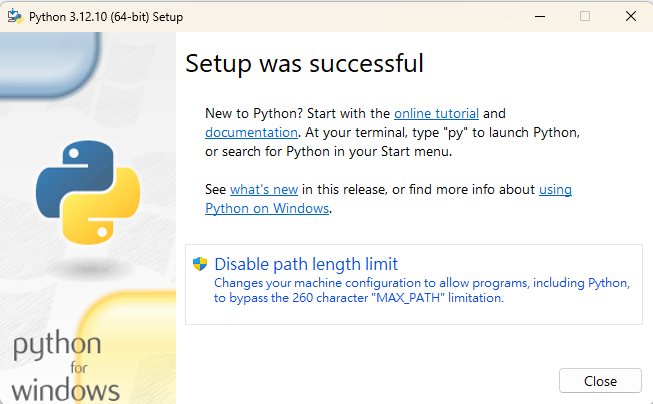 Python 3.12.10 (64-bit) Setup
Setup was successful
New to Python? Start with the online tutorial and
documentation. At your terminal, type "py" to launch Python,
or search for Python in your Start menu.
See what's new in this release, or find more info about using
Python on Windows.
Disable path length limit
Changes your machine configuration to allow programs, including Python,
to bypass the 260 character "MAX_PATH" limitation.
python
for
windows
Close